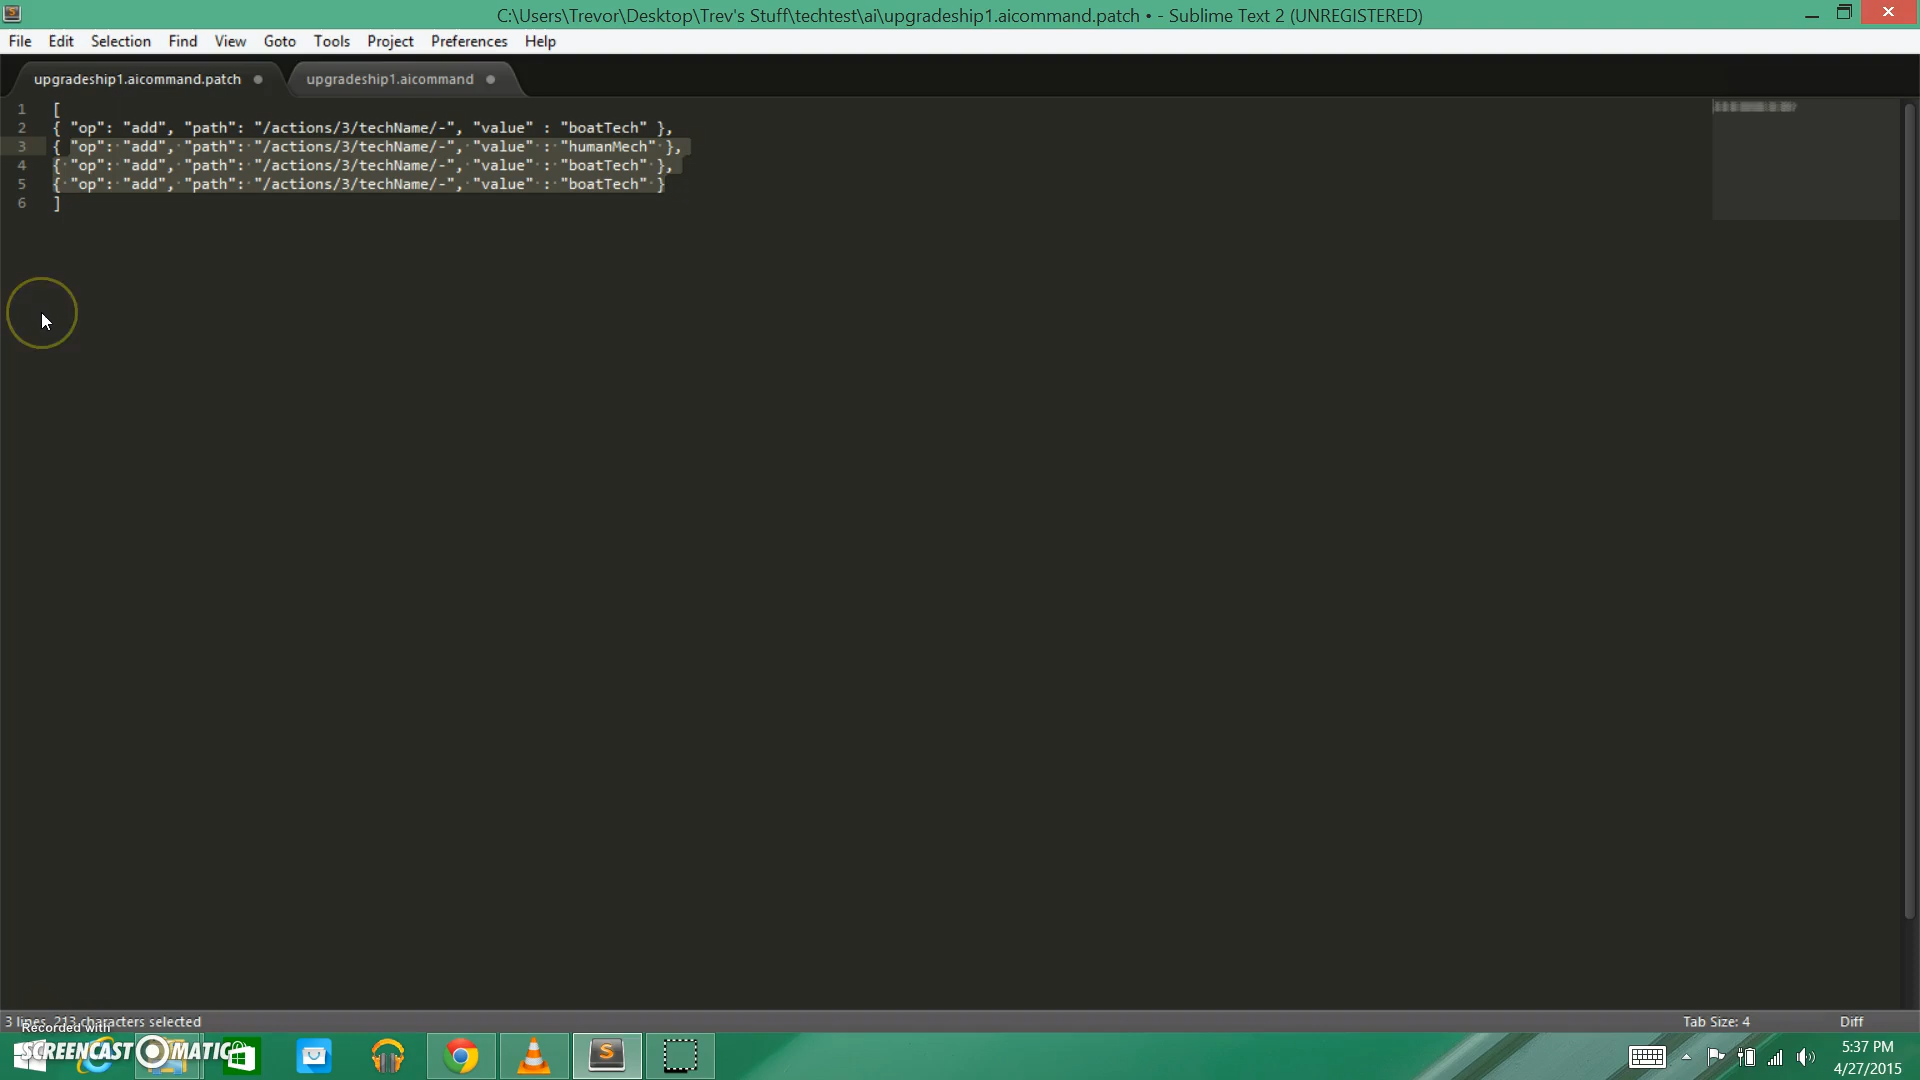 C:\Users\Trevor\Desktop\Trev's Stuff\techtest\ai\upgradeship1.aicommand.patch • - Sublime Text 2 (UNREGISTERED)
File Edit Selection Find View Goto Tools Project Preferences Help
upgradeship1.aicommand.patch upgradeship1.aicommand
1 [
2 { "op": "add", "path": "/actions/3/techName/-", "value" : "boatTech" },
3 { "op": "add", "path": "/actions/3/techName/-", "value" : "humanMech" },
4 { "op": "add", "path": "/actions/3/techName/-", "value" : "boatTech" },
5 { "op": "add", "path": "/actions/3/techName/-", "value" : "boatTech" }
6 ]
3 lines, 213 characters selected Tab Size: 4 Diff
Recorded with
SCREENCAST MATIC
5:37 PM
4/27/2015